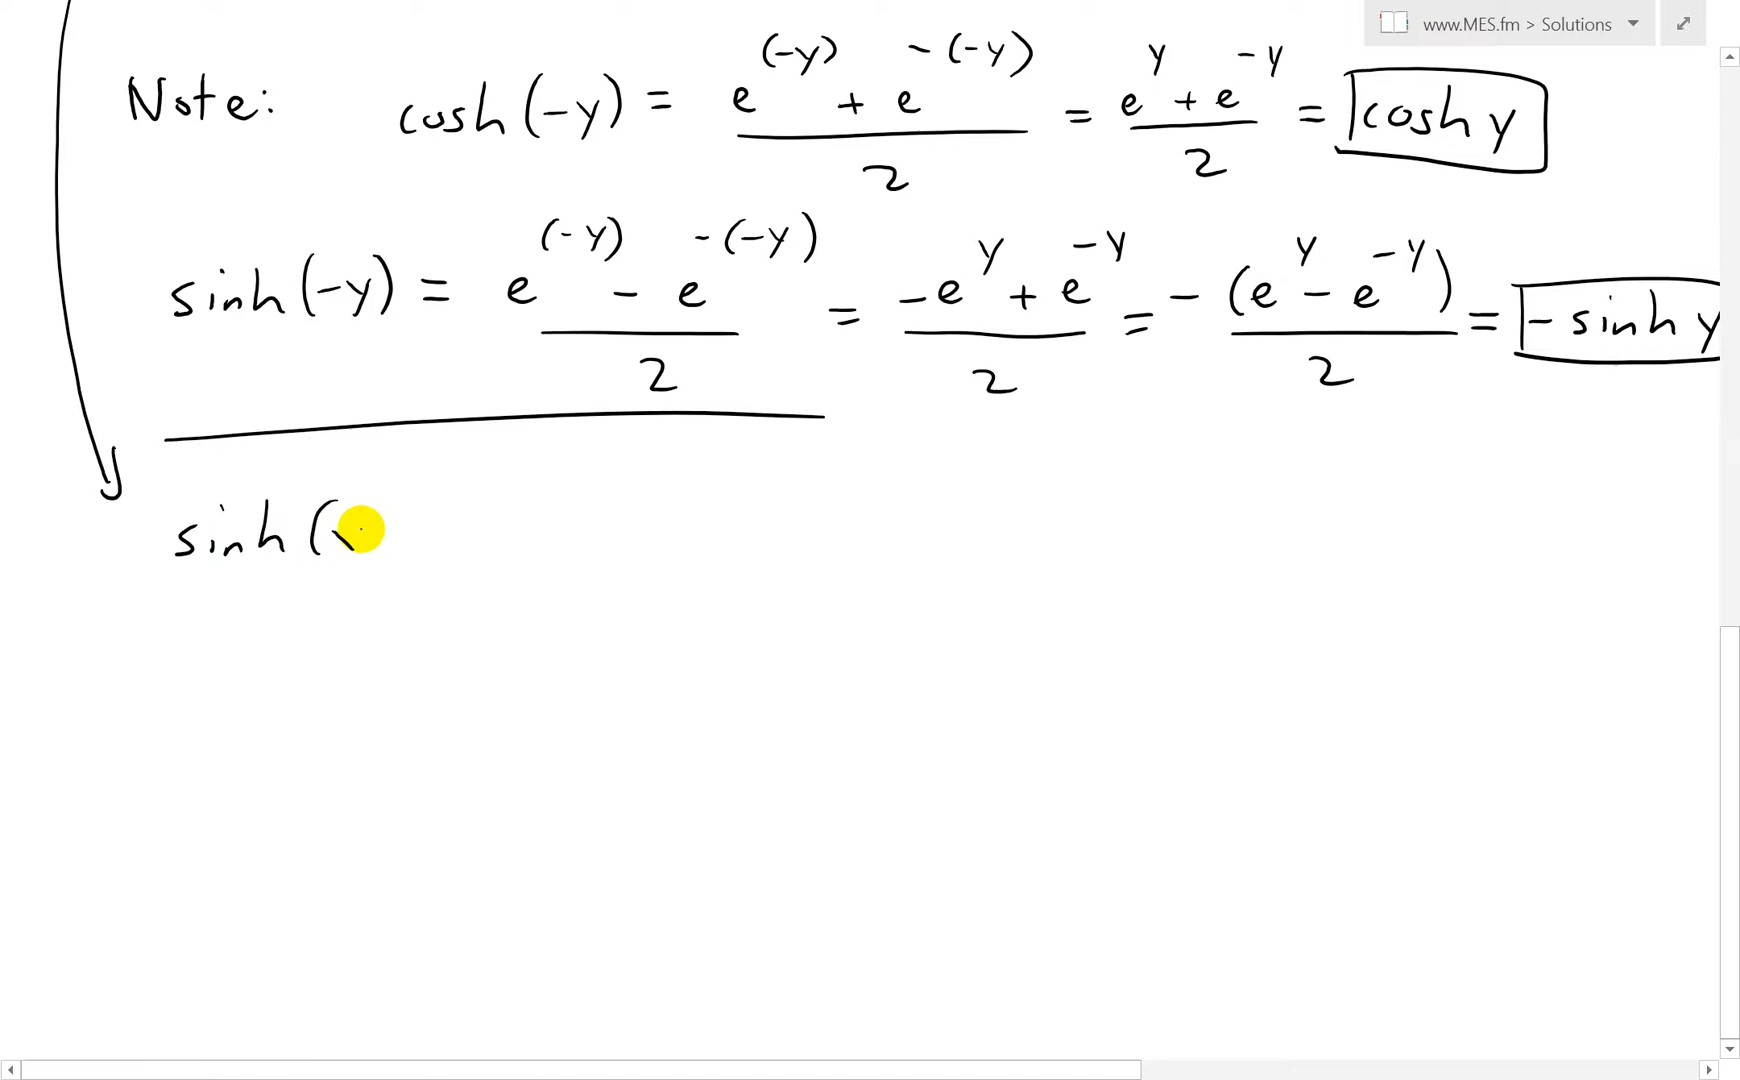 www.MES.fm > Solutions
Note: cosh(-y) = (e^(-y) + e^-(-y))/2 = (e^y + e^-y)/2 = cosh y
sinh(-y) = (e^(-y) - e^-(-y))/2 = (-e^y + e^-y)/2 = -(e^y - e^-y)/2 = -sinh y
sinh(